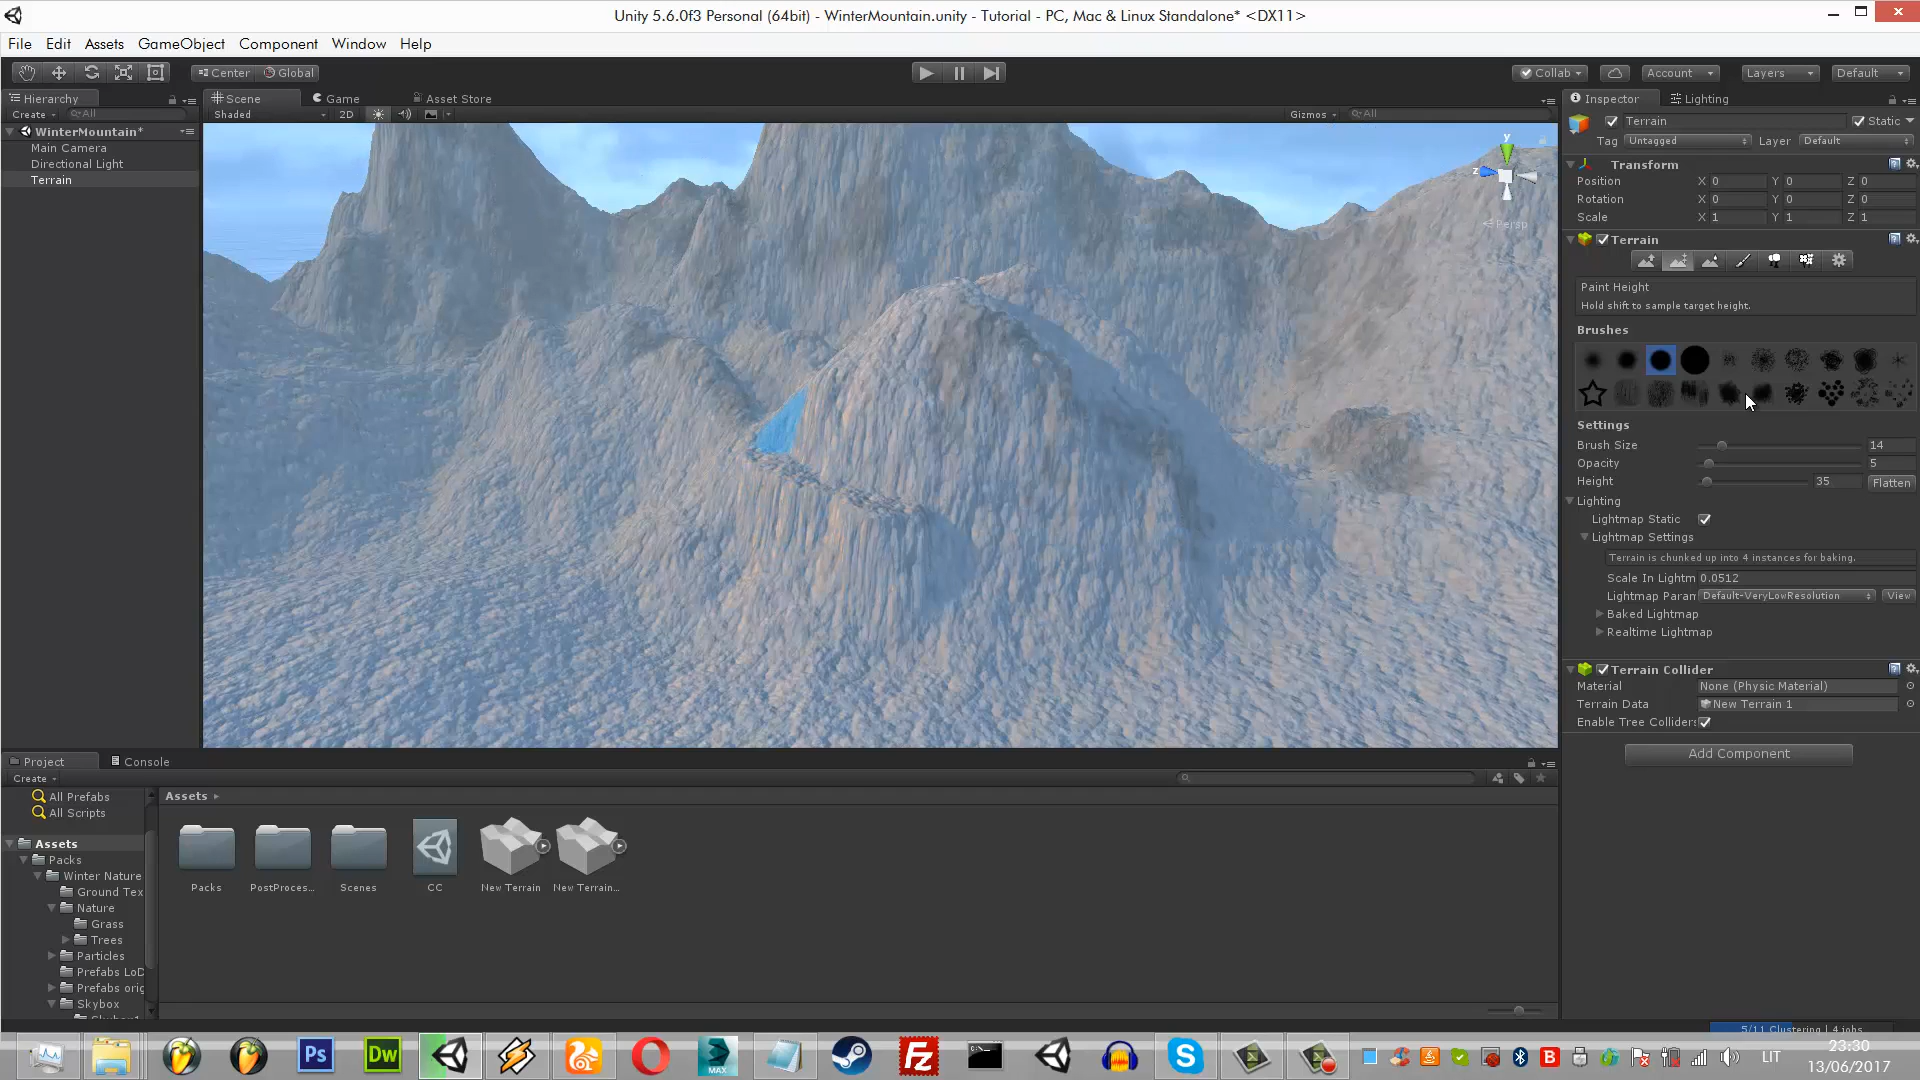 Unity 5.6.0f3 Personal (64bit) - WinterMountain.unity - Tutorial - PC, Mac & Linux Standalone* <DX11>
File Edit Assets GameObject Component Window Help
Center Global Collab Account Layers Default
Hierarchy Scene Game Asset Store Inspector Lighting
Create All Shaded 2D Gizmos All
WinterMountain*
Main Camera
Directional Light
Terrain
y
z
Persp
Terrain Static
Tag Untagged Layer Default
Transform
Position X 0 Y 0 Z 0
Rotation X 0 Y 0 Z 0
Scale X 1 Y 1 Z 1
Terrain
Paint Height
Hold shift to sample target height.
Brushes
Settings
Brush Size 14
Opacity 5
Height 35 Flatten
Lighting
Lightmap Static
Lightmap Settings
Terrain is chunked up into 4 instances for baking.
Scale In Lightm 0.0512
Lightmap Paran Default-VeryLowResolution View
Baked Lightmap
Realtime Lightmap
Terrain Collider
Material None (Physic Material)
Terrain Data New Terrain 1
Enable Tree Colliders
Add Component
Project Console
Create
All Prefabs
All Scripts
Assets
Packs
Winter Nature
Ground Tex
Nature
Grass
Trees
Particles
Prefabs LoD
Prefabs orig
Skybox
Assets
Packs PostProces... Scenes CC New Terrain New Terrain...
5/11 Clustering | 4 jobs
Ps Dw MAX Fz B LIT
23:30
13/06/2017